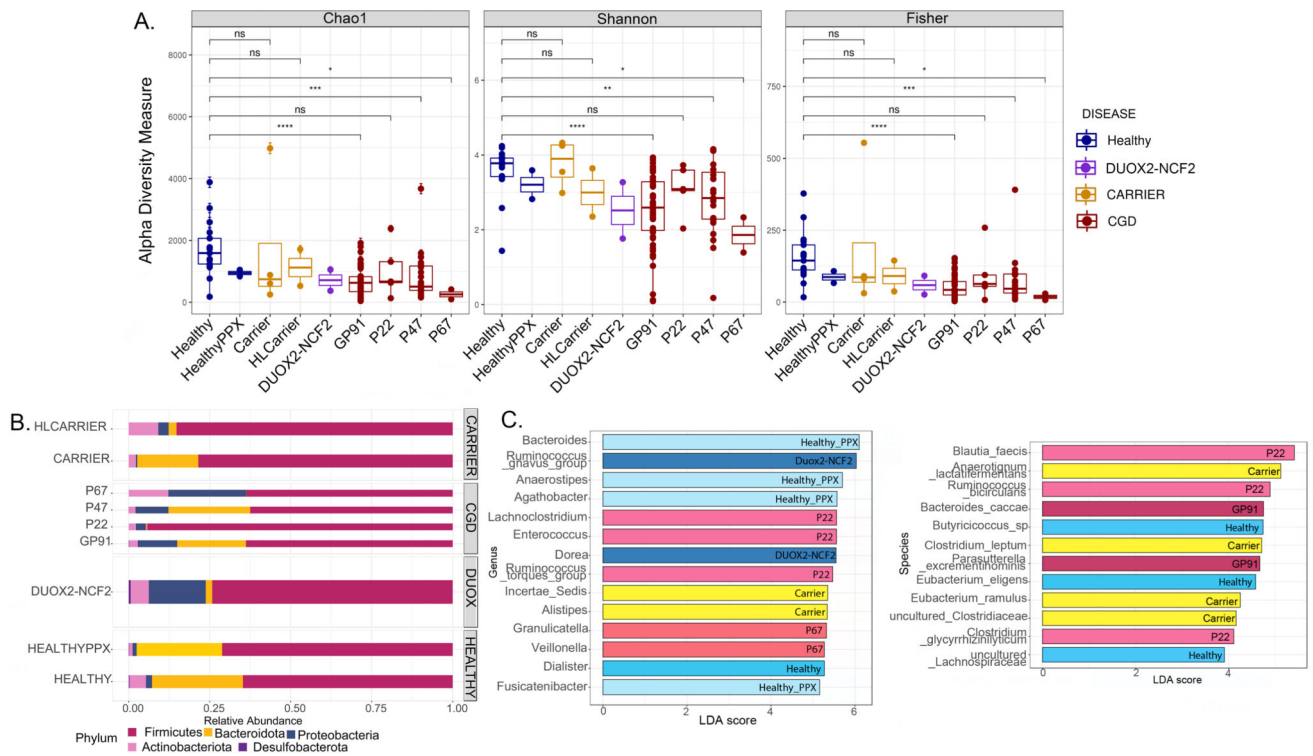 A.
Chao1
Shannon
Fisher
Alpha Diversity Measure
8000
6000
4000
2000
0
ns
ns
*
***
ns
****
Healthy
HealthyPPX
Carrier
HLCarrier
DUOX2-NCF2
GP91
P22
P47
P67
6
4
2
0
ns
ns
*
**
ns
****
Healthy
HealthyPPX
Carrier
HLCarrier
DUOX2-NCF2
GP91
P22
P47
P67
750
500
250
0
ns
ns
*
***
ns
****
Healthy
HealthyPPX
Carrier
HLCarrier
DUOX2-NCF2
GP91
P22
P47
P67
DISEASE
Healthy
DUOX2-NCF2
CARRIER
CGD
B.
HLCARRIER
CARRIER
P67
P47
P22
GP91
DUOX2-NCF2
HEALTHYPPX
HEALTHY
CARRIER
CGD
DUOX
HEALTHY
0.00
0.25
0.50
0.75
1.00
Relative Abundance
Phylum
Firmicutes
Bacteroidota
Proteobacteria
Actinobacteriota
Desulfobacterota
C.
Genus
Bacteroides
Healthy_PPX
Ruminococcus
_gnavus_group
Duox2-NCF2
Anaerostipes
Healthy_PPX
Agathobacter
Healthy_PPX
Lachnoclostridium
P22
Enterococcus
P22
Dorea
DUOX2-NCF2
Ruminococcus
_torques_group
P22
Incertae_Sedis
Carrier
Alistipes
Carrier
Granulicatella
P67
Veillonella
P67
Dialister
Healthy
Fusicatenibacter
Healthy_PPX
0
2
4
6
LDA score
Species
Blautia_faecis
P22
Anaerotignum
_lactatifermentans
Carrier
Ruminococcus
_bicirculans
P22
Bacteroides_caccae
GP91
Butyricicoccus_sp
Healthy
Clostridium_leptum
Carrier
Parasutterella
_excrementihominis
GP91
Eubacterium_eligens
Healthy
Eubacterium_ramulus
Carrier
uncultured_Clostridiaceae
Carrier
Clostridium
_glycyrrhizinilyticum
P22
uncultured
_Lachnospiraceae
Healthy
0
2
4
LDA score